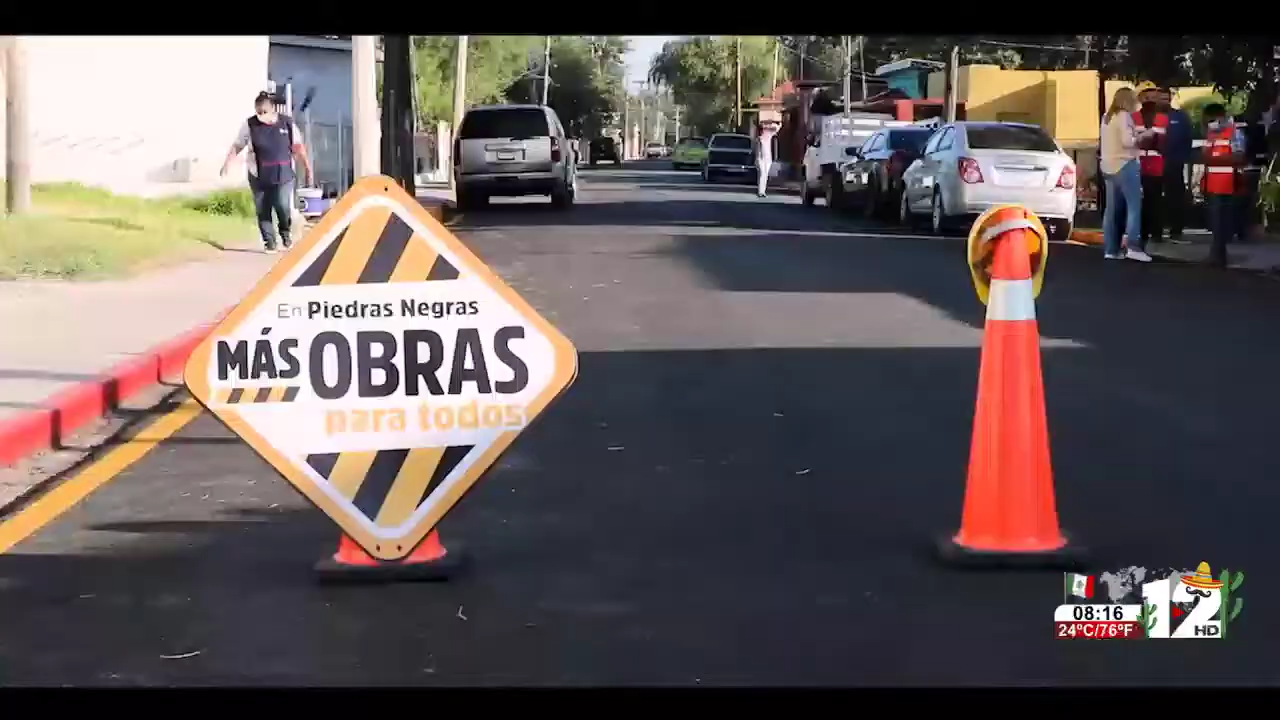 En Piedras Negras
MÁS OBRAS
para todos
08:16
24ºC/76ºF
12
HD